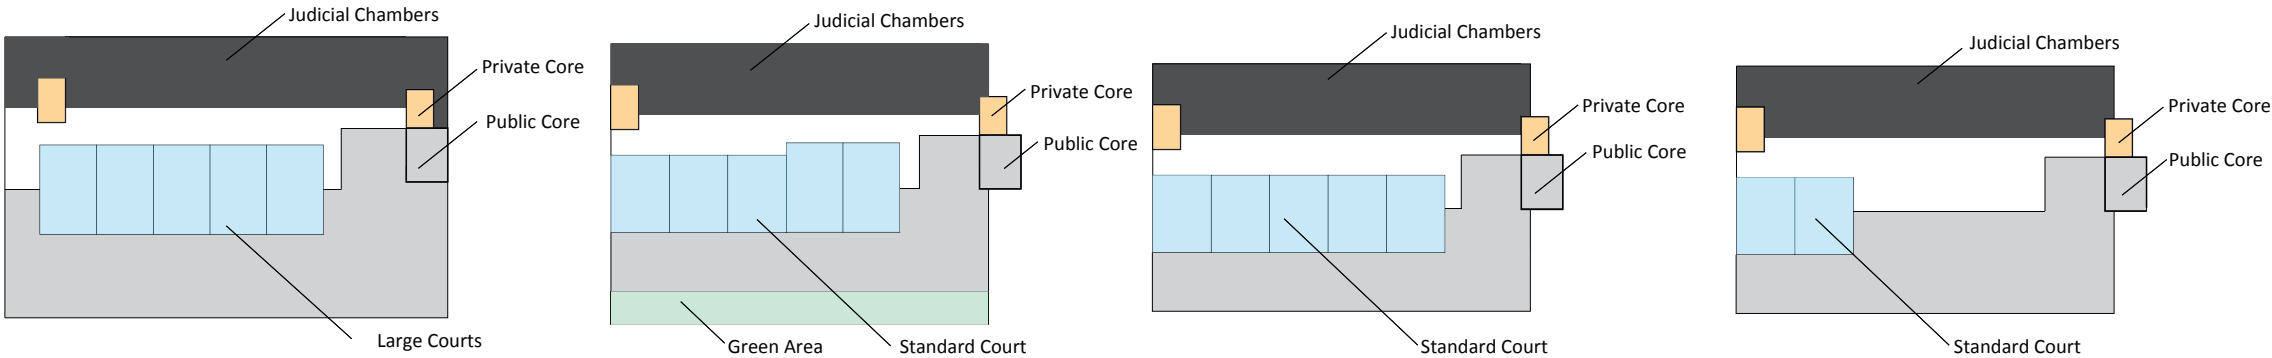 Judicial Chambers
Private Core
Public Core
Large Courts
Judicial Chambers
Private Core
Public Core
Green Area
Standard Court
Judicial Chambers
Private Core
Public Core
Standard Court
Judicial Chambers
Private Core
Public Core
Standard Court